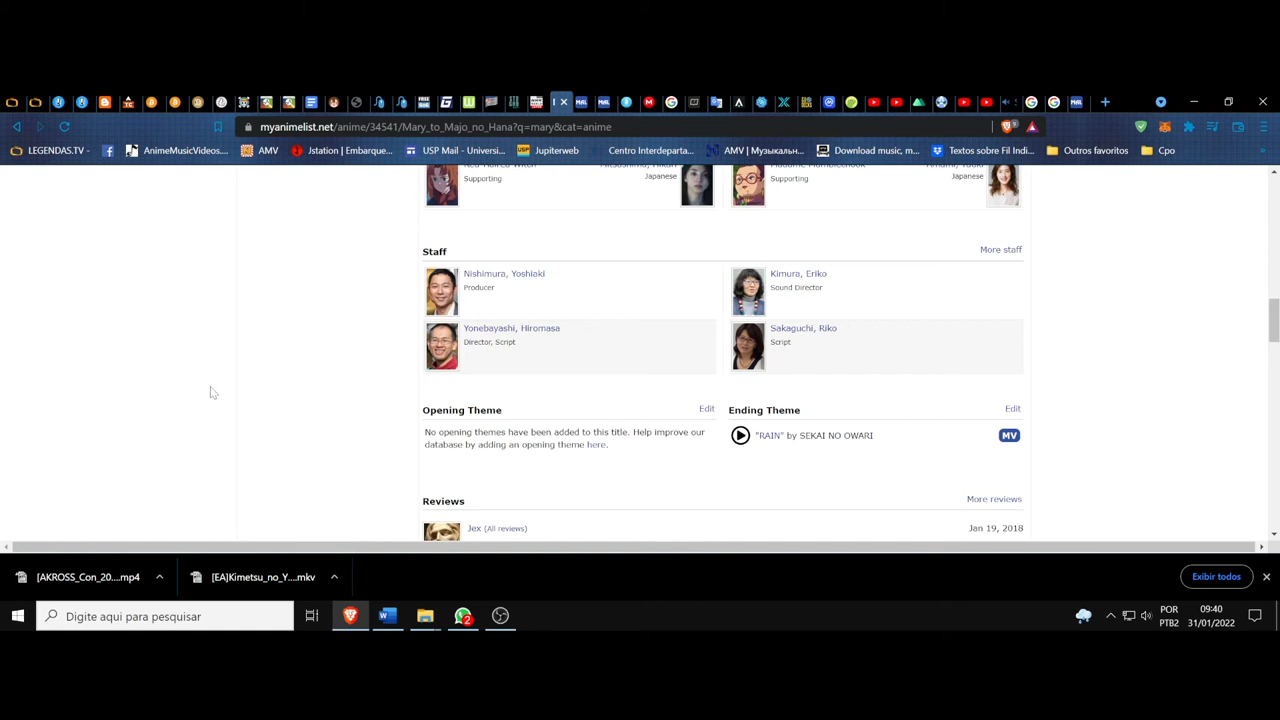 myanimelist.net/anime/34541/Mary_to_Majo_no_Hana?q=mary&cat=anime
9
LEGENDAS.TV
AnimeMusicVideos...
AMV
Jstation | Embarque...
USP Mail - Universi...
Jupiterweb
Centro Interdeparta...
AMV | Музыкальн...
Download music, m...
Textos sobre Fil Indi...
Outros favoritos
Cpo
Supporting
Japanese
Supporting
Japanese
Staff
More staff
Nishimura, Yoshiaki
Producer
Kimura, Eriko
Sound Director
Yonebayashi, Hiromasa
Director, Script
Sakaguchi, Riko
Script
Opening Theme
Edit
No opening themes have been added to this title. Help improve our
database by adding an opening theme here.
Ending Theme
Edit
"RAIN" by SEKAI NO OWARI
MV
Reviews
More reviews
Jex (All reviews)
Jan 19, 2018
[AKROSS_Con_20....mp4
[EA]Kimetsu_no_Y....mkv
Exibir todos
Digite aqui para pesquisar
2
POR
PTB2
09:40
31/01/2022